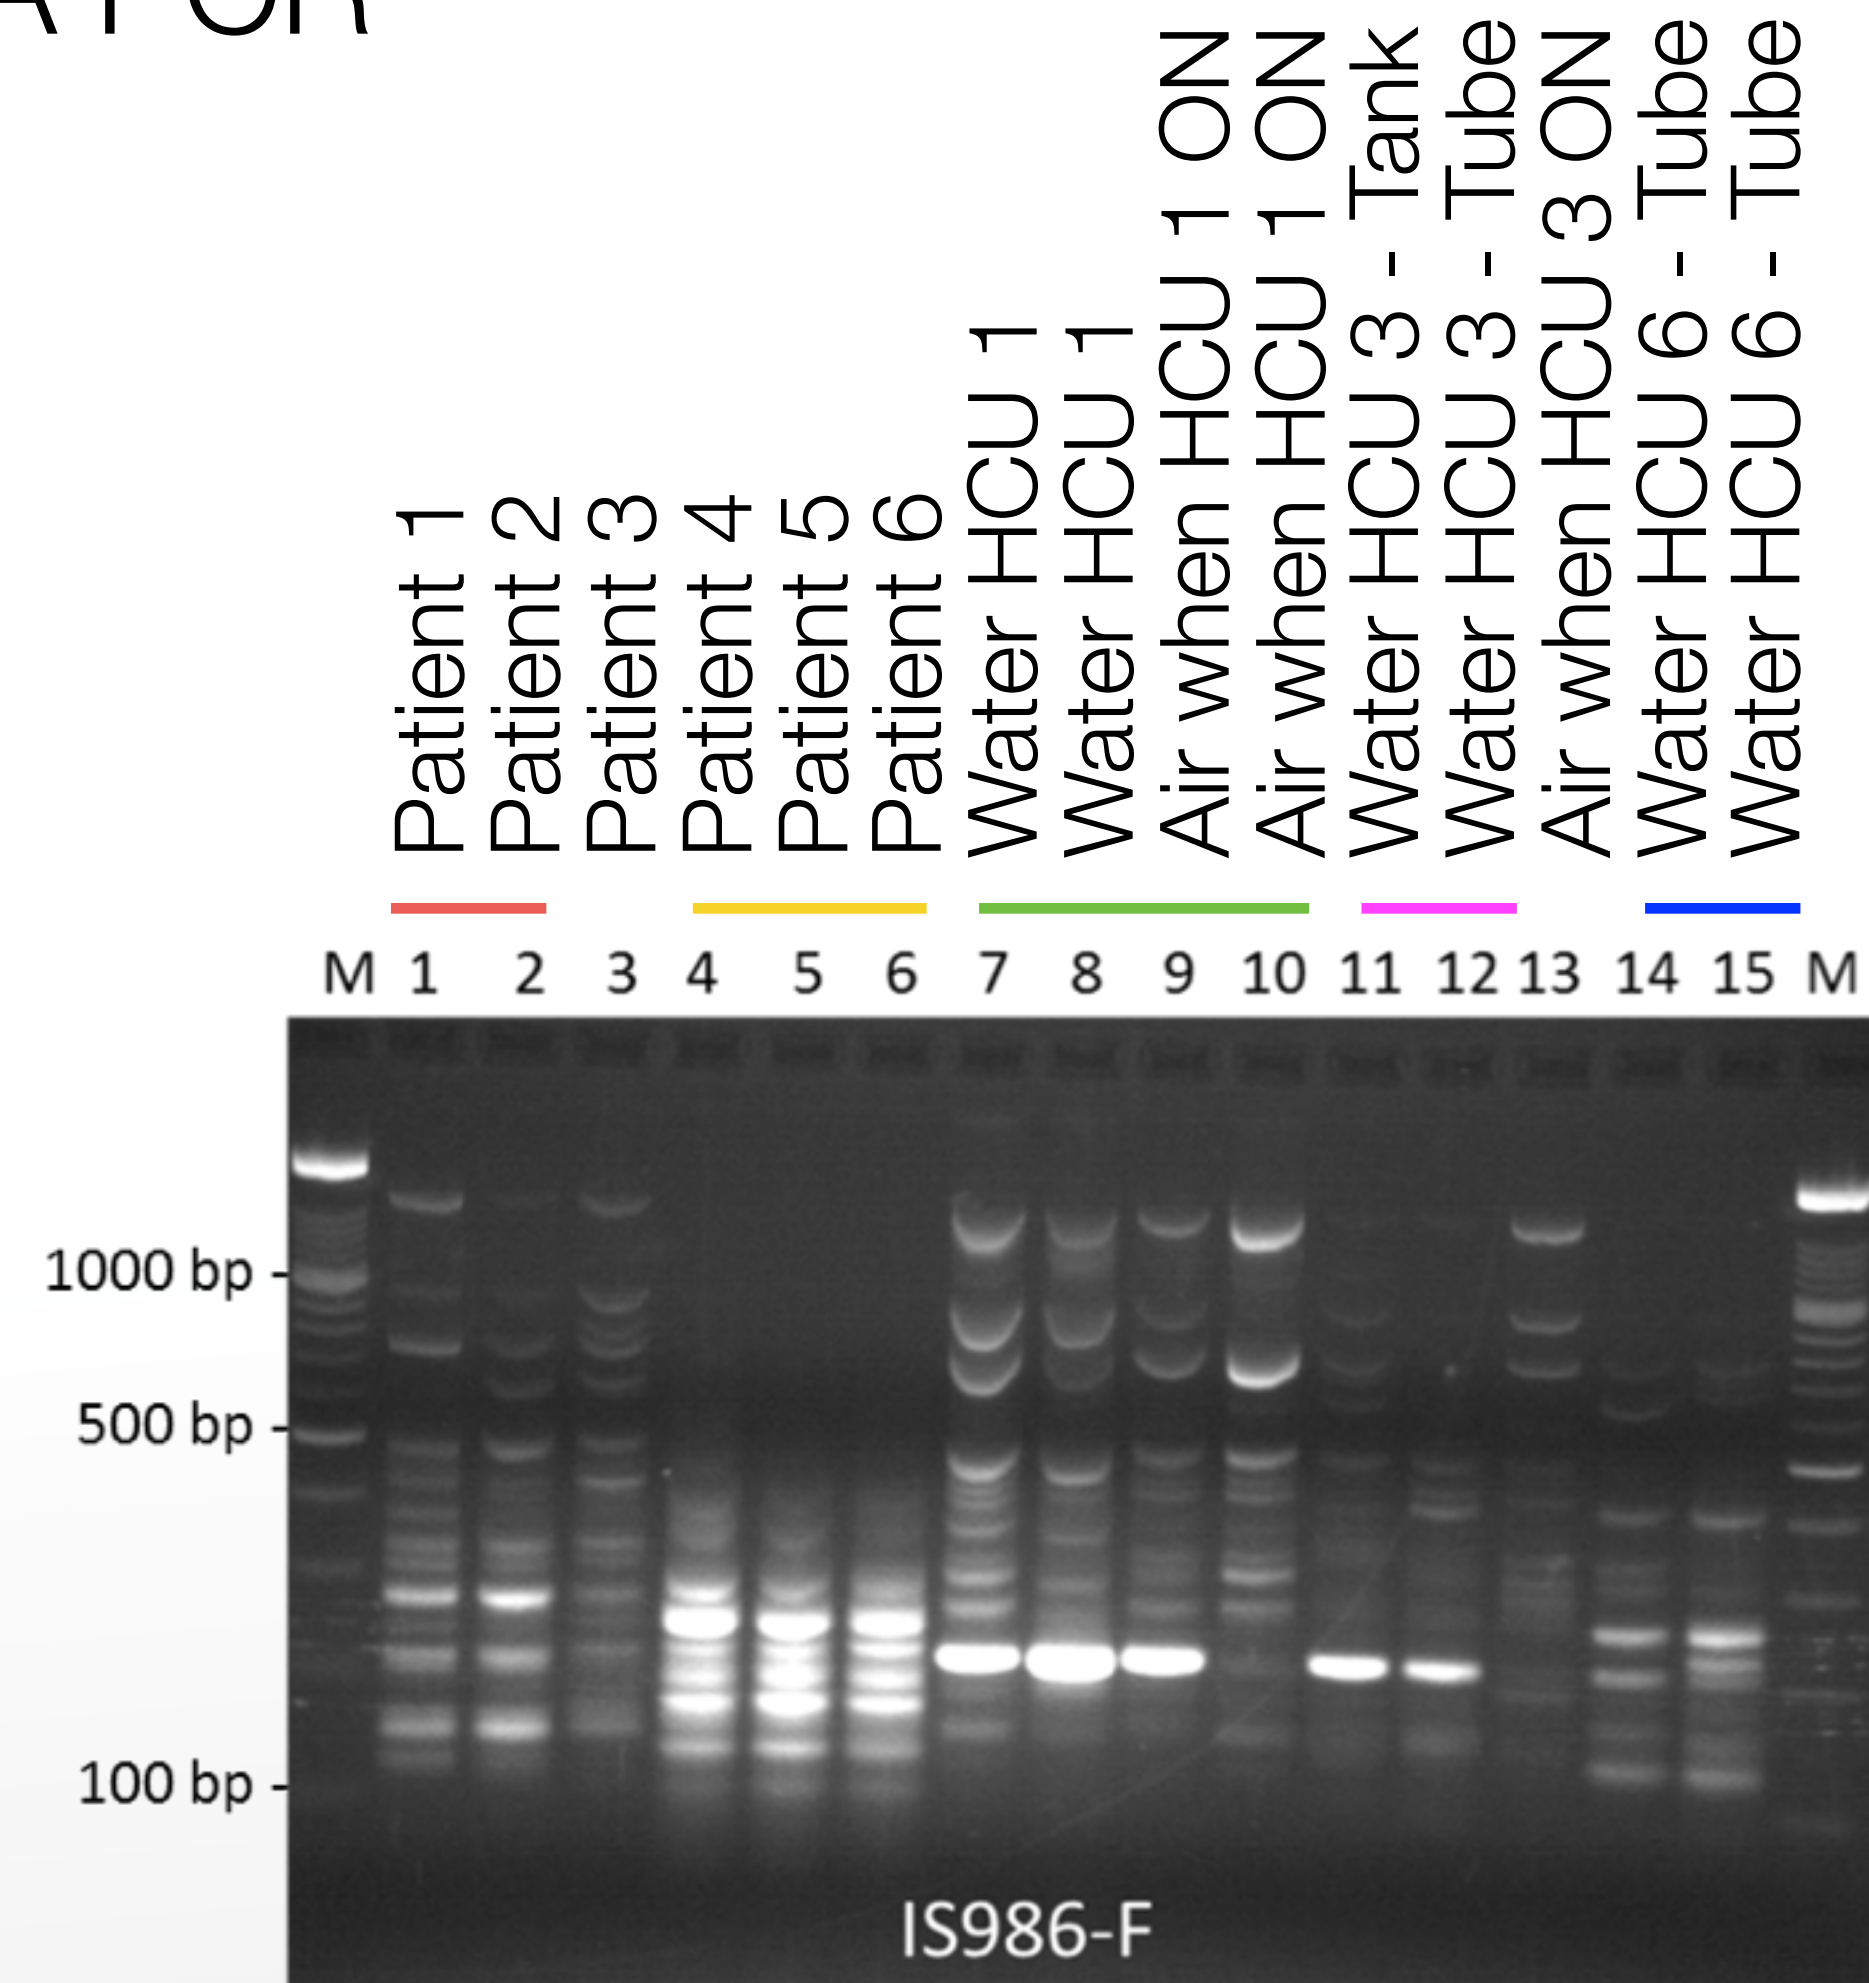 Patient 1
Patient 2
Patient 3
Patient 4
Patient 5
Patient 6
Water HCU 1
Water HCU 1
Air when HCU 1 ON
Air when HCU 1 ON
Water HCU 3 - Tank
Water HCU 3 - Tube
Air when HCU 3 ON
Water HCU 6 - Tube
Water HCU 6 - Tube
M 1 2 3 4 5 6 7 8 9 10 11 12 13 14 15 M
1000 bp -
500 bp -
100 bp -
IS986-F